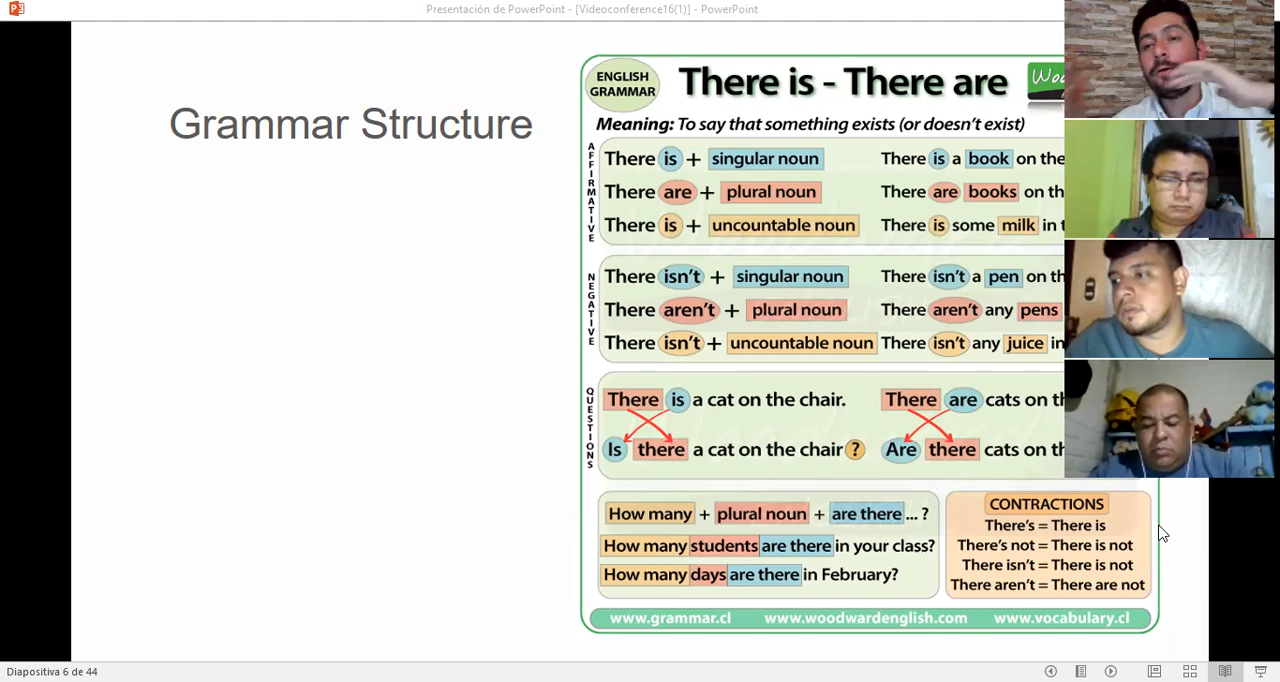 Presentación de PowerPoint - [Videoconference16(1)] - PowerPoint
Grammar Structure
ENGLISH
GRAMMAR
There is - There are
Meaning: To say that something exists (or doesn't exist)
AFFIRMATIVE
There is + singular noun There is a book on the
There are + plural noun There are books on th
There is + uncountable noun There is some milk in t
NEGATIVE
There isn't + singular noun There isn't a pen on th
There aren't + plural noun There aren't any pens
There isn't + uncountable noun There isn't any juice in
QUESTIONS
There is a cat on the chair. There are cats on th
Is there a cat on the chair ? Are there cats on th
How many + plural noun + are there ... ?
How many students are there in your class?
How many days are there in February?
CONTRACTIONS
There's = There is
There's not = There is not
There isn't = There is not
There aren't = There are not
www.grammar.cl www.woodwardenglish.com www.vocabulary.cl
Diapositiva 6 de 44